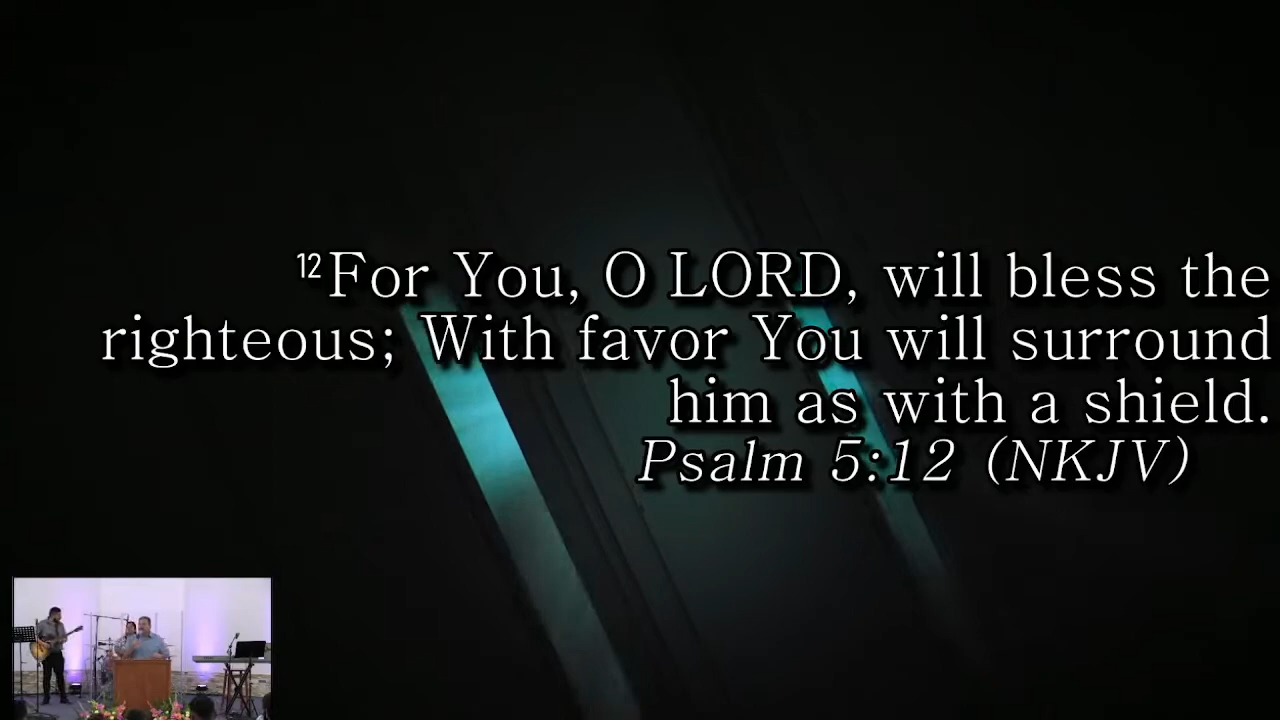 ¹²For You, O LORD, will bless the
righteous; With favor You will surround
him as with a shield.
Psalm 5:12 (NKJV)